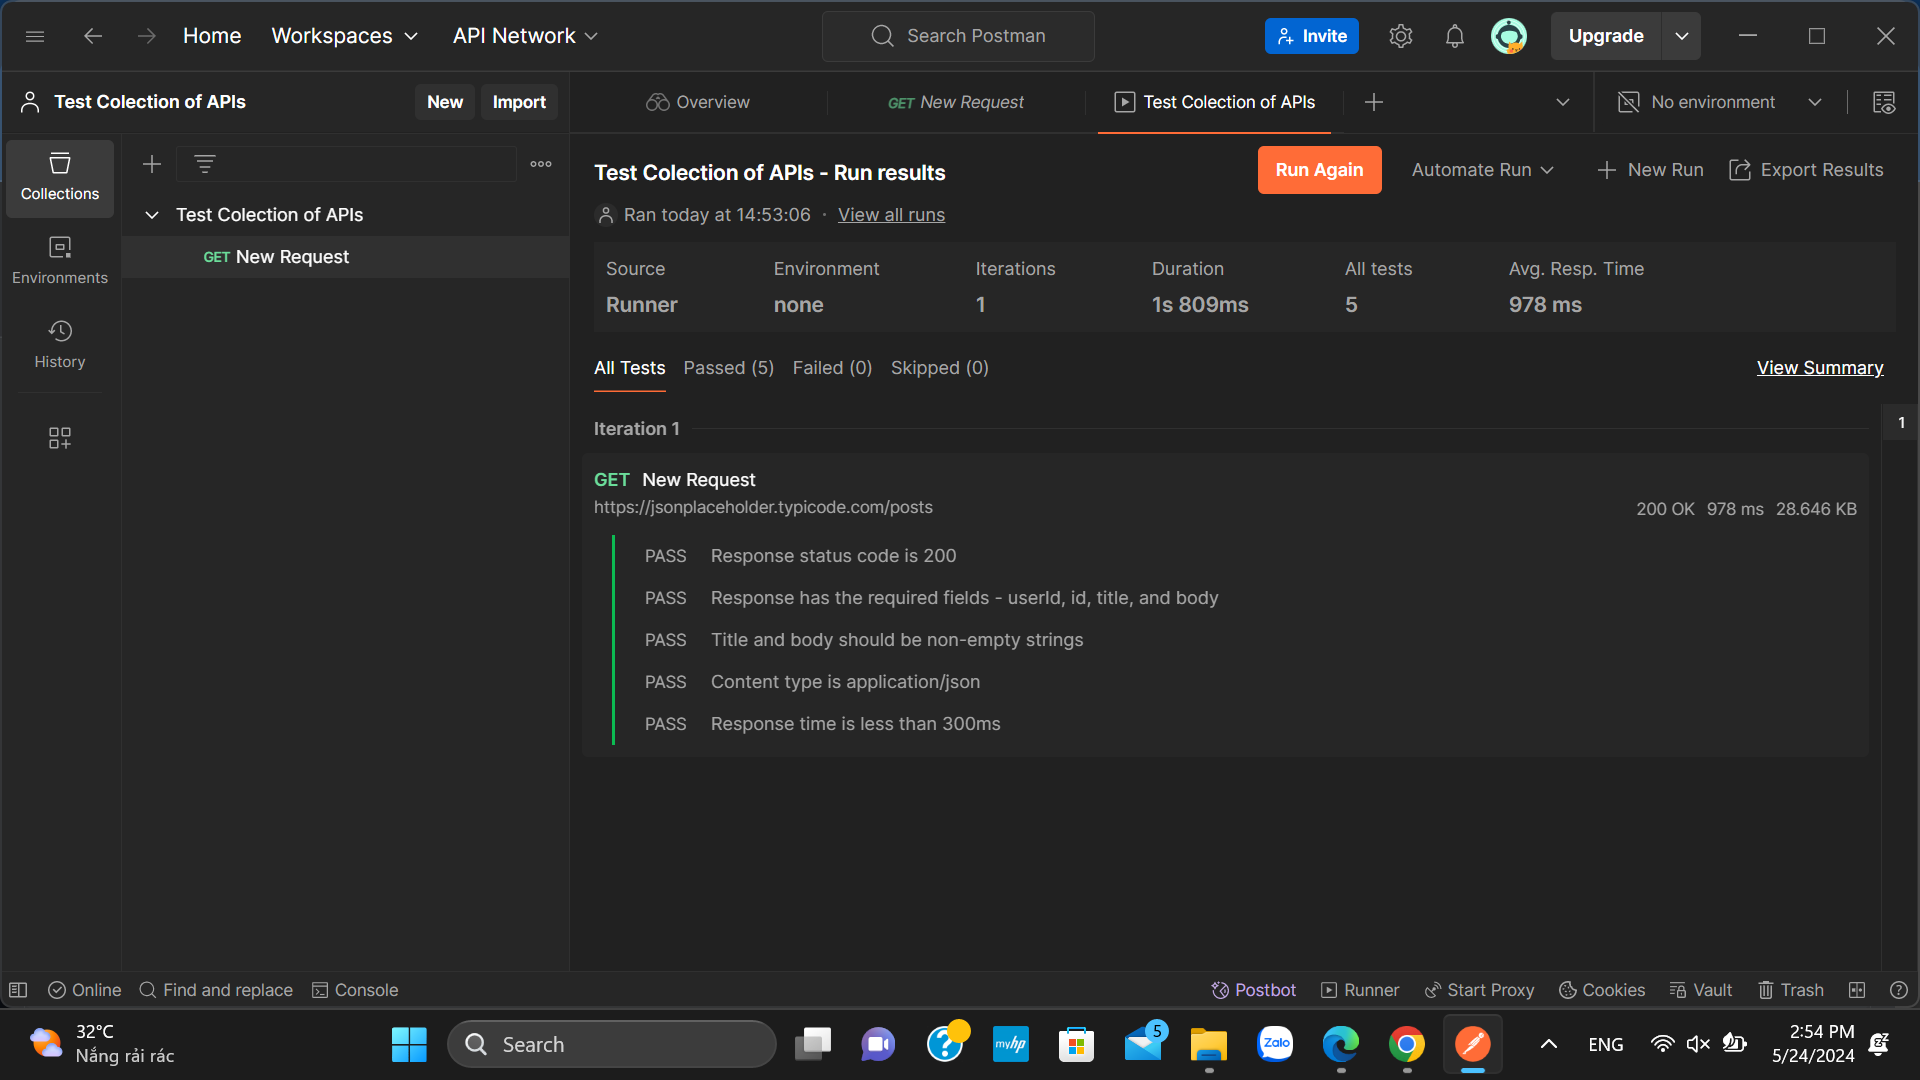 Home Workspaces API Network Search Postman Invite Upgrade
Test Colection of APIs New Import Overview GET New Request Test Colection of APIs No environment
Collections
Environments
History
Test Colection of APIs
GET New Request
Test Colection of APIs - Run results Run Again Automate Run New Run Export Results
Ran today at 14:53:06 · View all runs
Source Environment Iterations Duration All tests Avg. Resp. Time
Runner none 1 1s 809ms 5 978 ms
All Tests Passed (5) Failed (0) Skipped (0) View Summary
Iteration 1 1
GET New Request
https://jsonplaceholder.typicode.com/posts 200 OK 978 ms 28.646 KB
PASS Response status code is 200
PASS Response has the required fields - userId, id, title, and body
PASS Title and body should be non-empty strings
PASS Content type is application/json
PASS Response time is less than 300ms
Online Find and replace Console Postbot Runner Start Proxy Cookies Vault Trash
32°C
Nắng rải rác
Search
myhp
5
Zalo
ENG
2:54 PM
5/24/2024